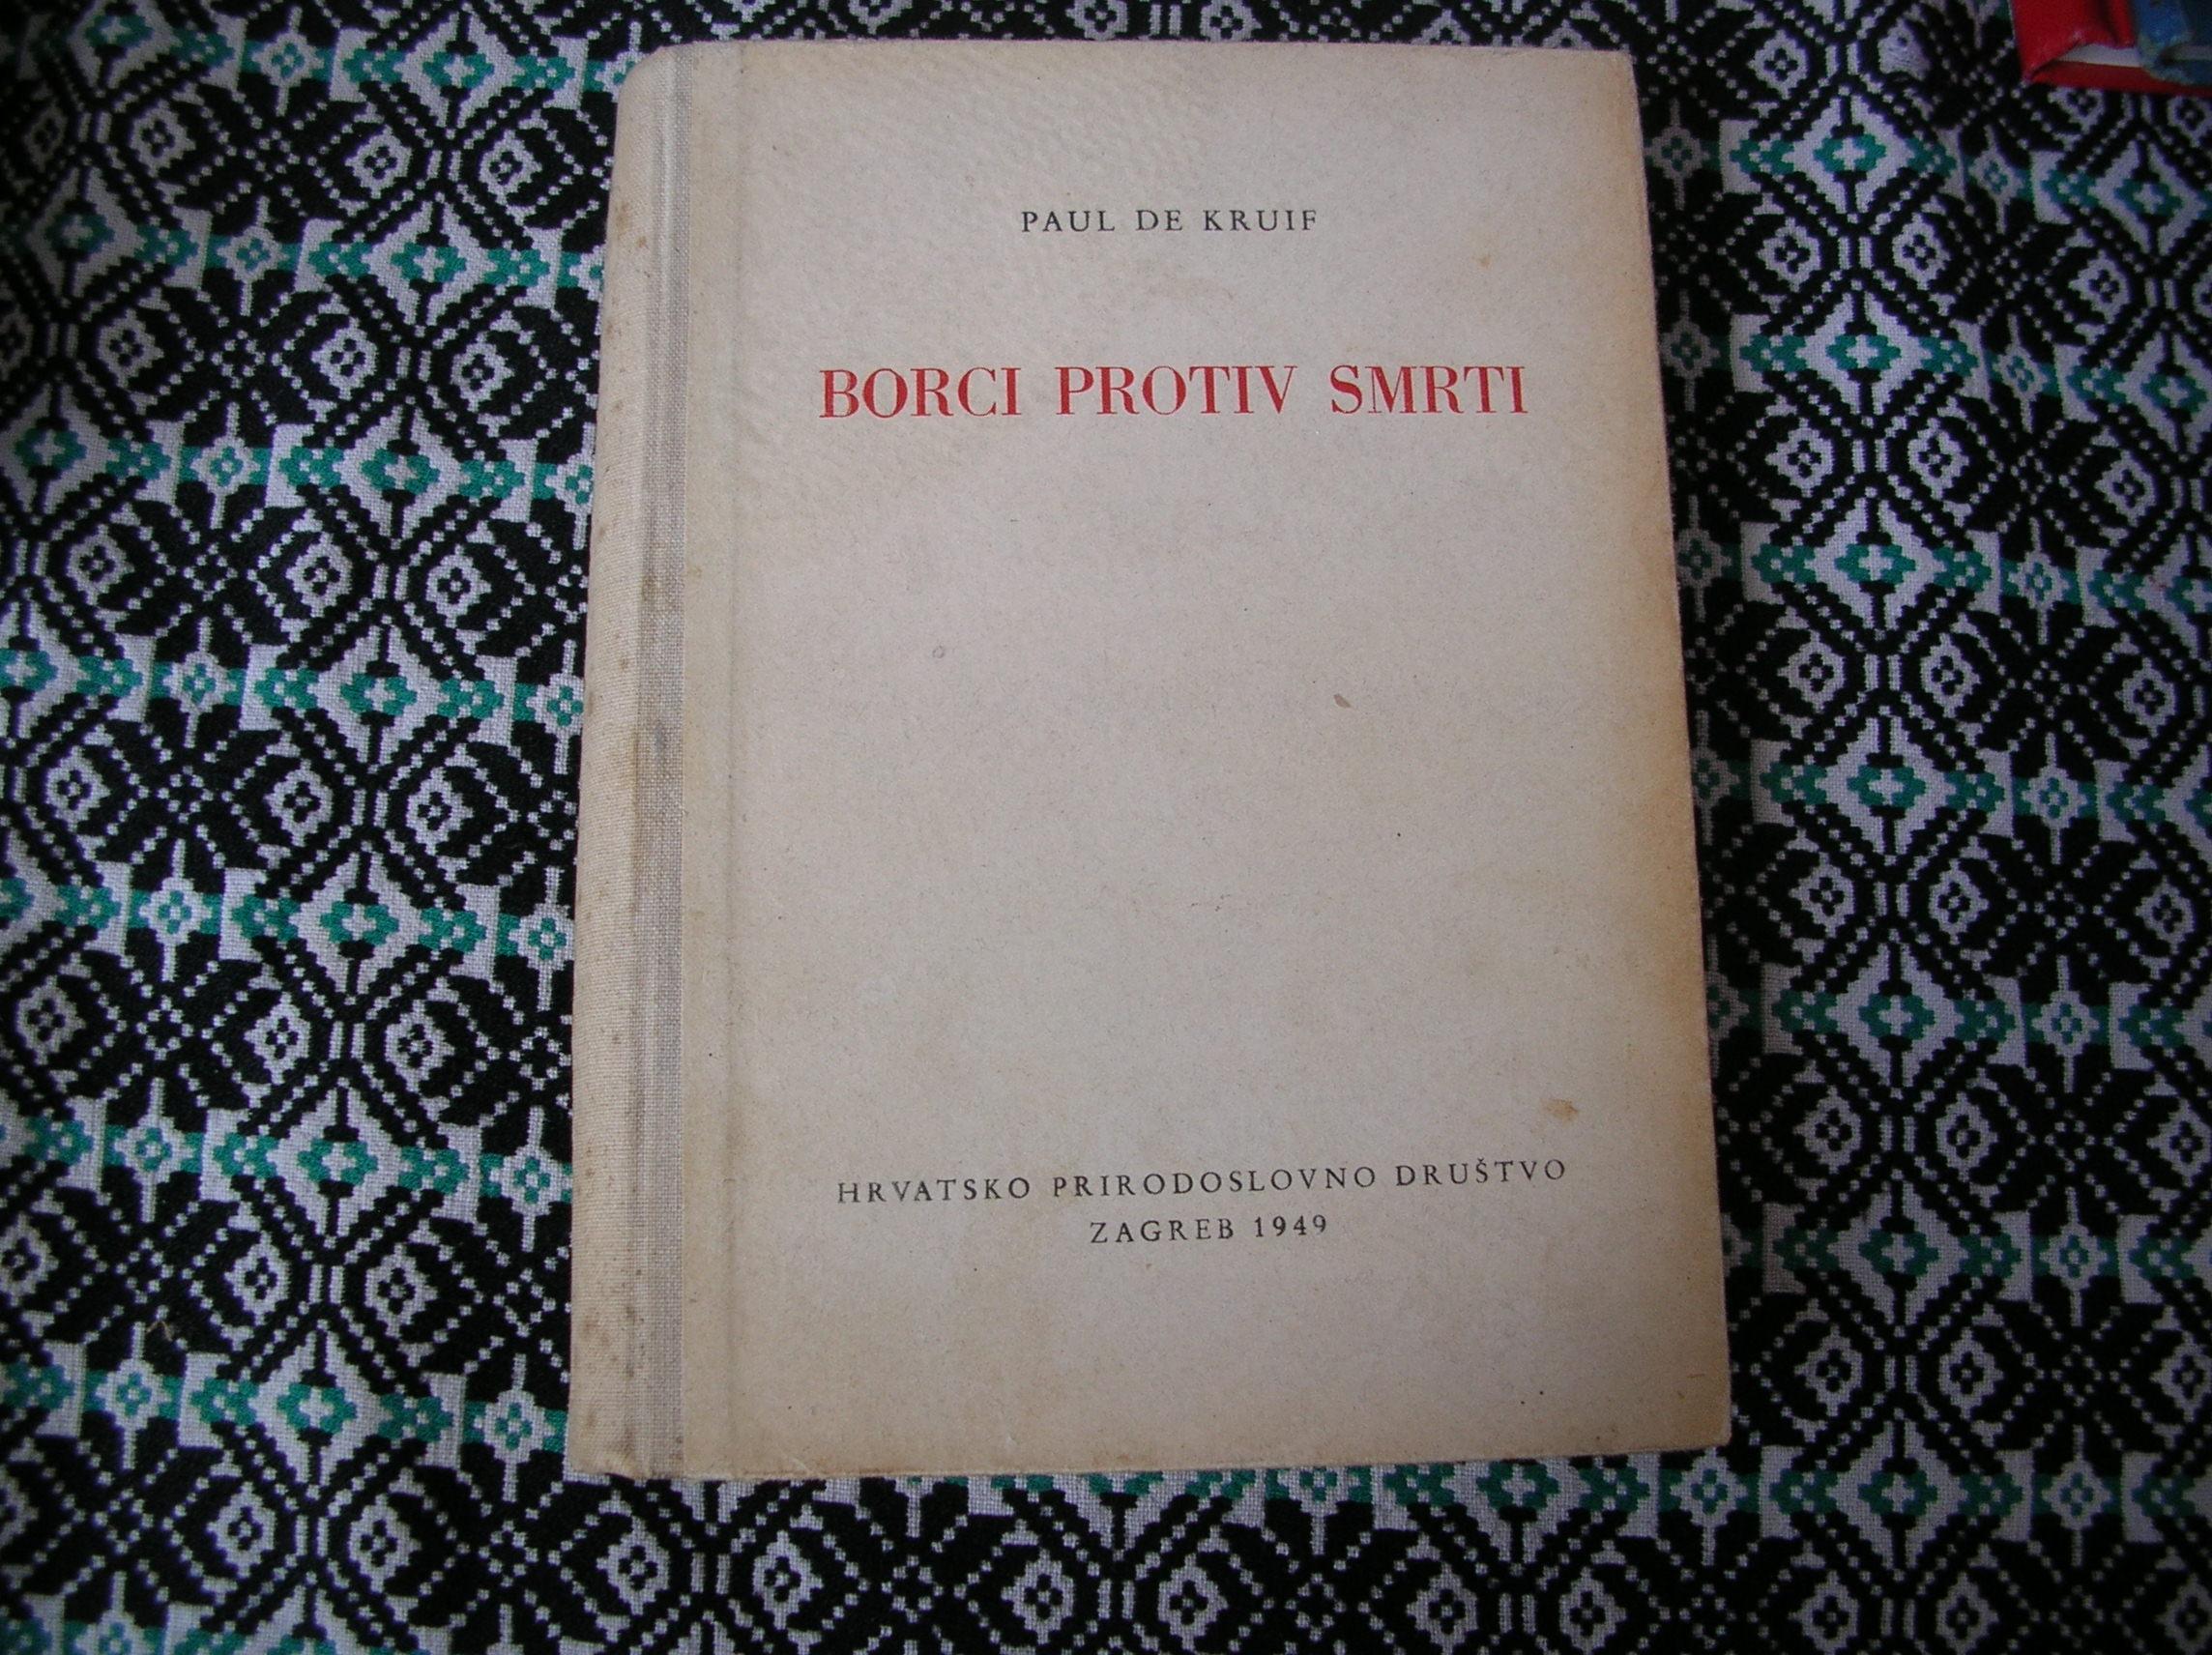 PAUL DE KRUIF
BORCI PROTIV SMRTI
HRVATSKO PRIRODOSLOVNO DRUŠTVO
ZAGREB 1949